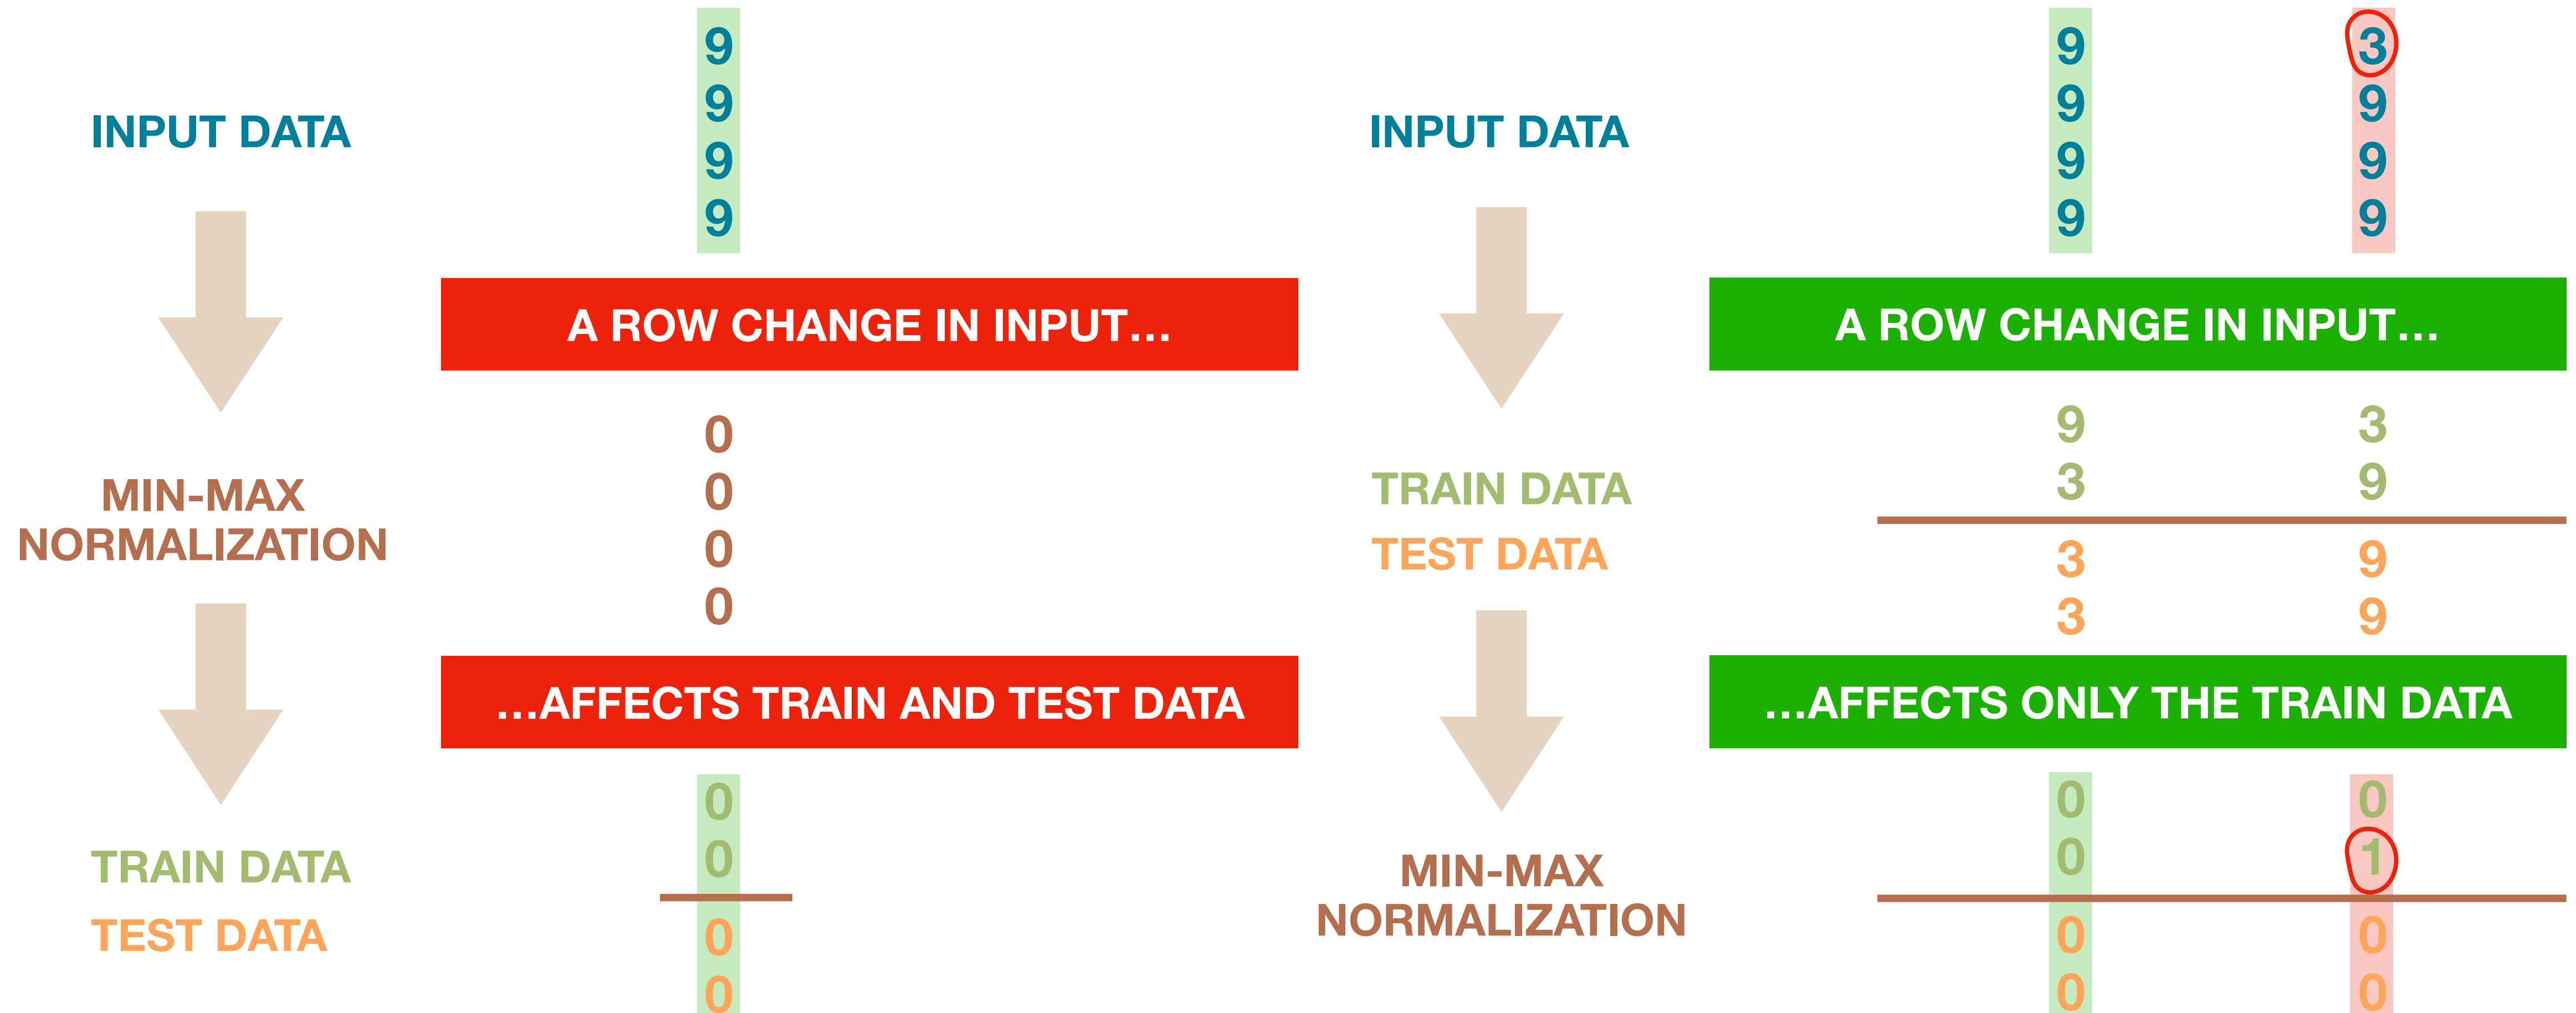 9
9
INPUT DATA
9
9
A ROW CHANGE IN INPUT...
0
MIN-MAX
0
NORMALIZATION
0
0
...AFFECTS TRAIN AND TEST DATA
0
TRAIN DATA
0
TEST DATA
0
0
9 3
9 9
INPUT DATA
9 9
9 9
A ROW CHANGE IN INPUT...
9 3
TRAIN DATA
3 9
TEST DATA
3 9
3 9
...AFFECTS ONLY THE TRAIN DATA
0 0
MIN-MAX
0 1
NORMALIZATION
0 0
0 0